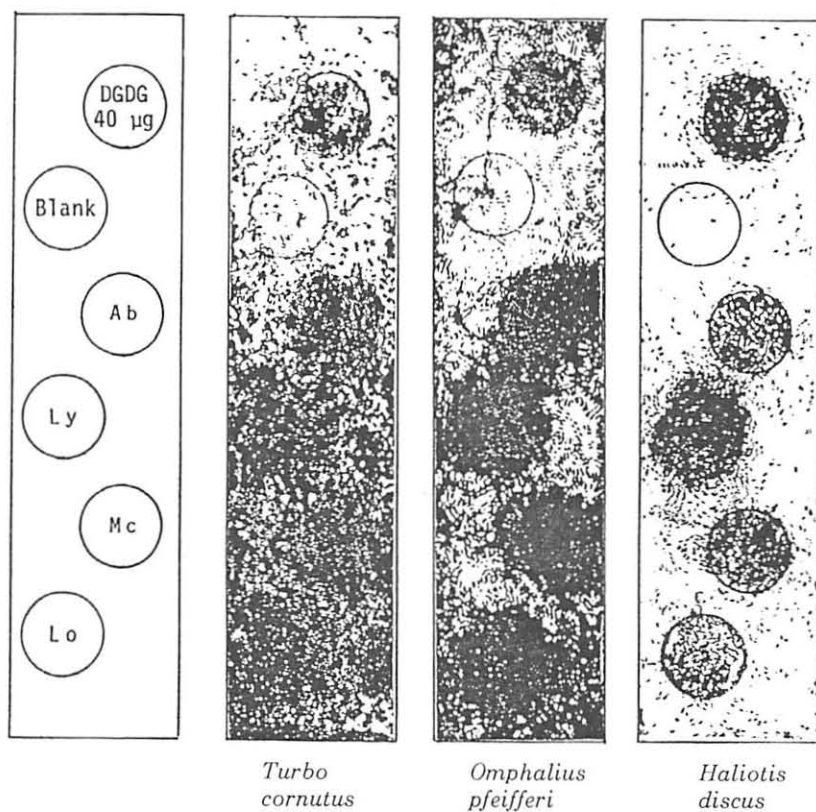 DGDG
40 µg
Blank
Ab
Ly
Mc
Lo
Turbo
cornutus
Omphalius
pfeifferi
Haliotis
discus